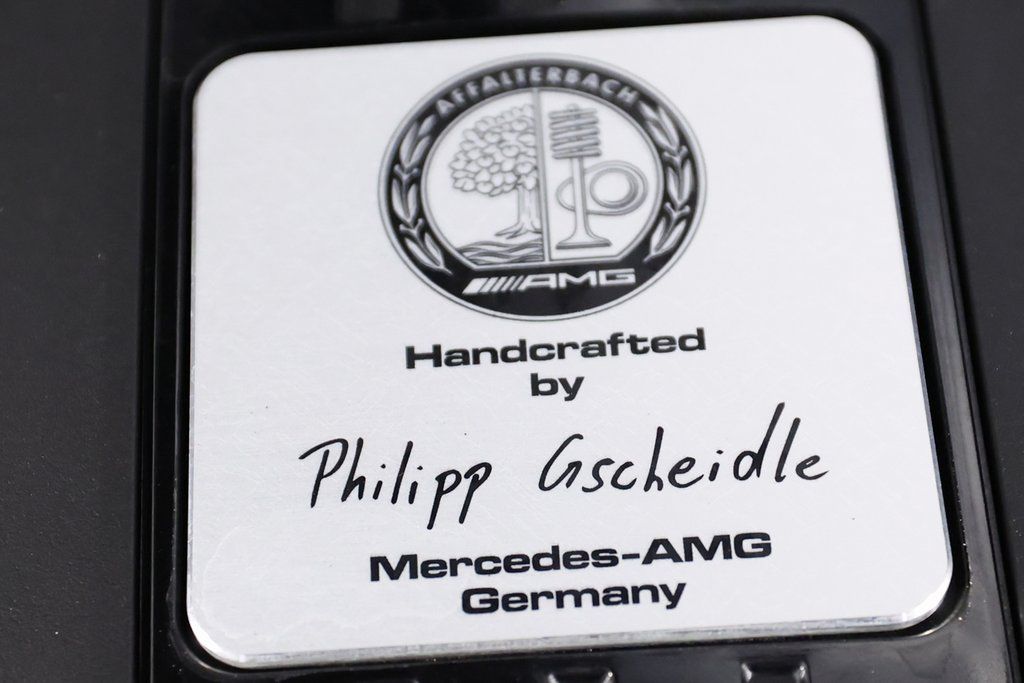 AFFALTERBACH
AMG
Handcrafted
by
Philipp Gscheidle
Mercedes-AMG
Germany